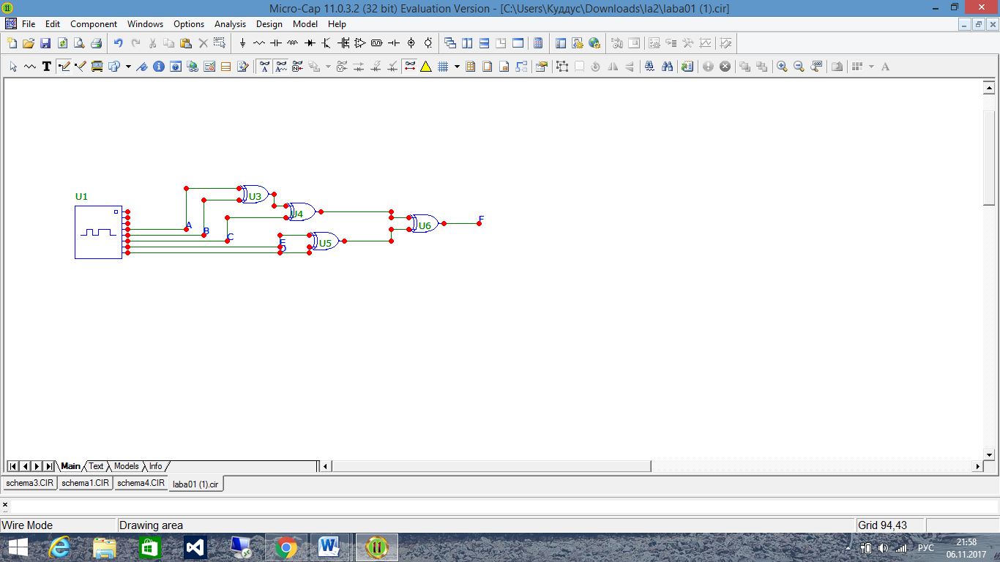 Micro-Cap 11.0.3.2 (32 bit) Evaluation Version - [C:\Users\Куддус\Downloads\la2\laba01 (1).cir]
File Edit Component Windows Options Analysis Design Model Help
U1
U3
U4
A
B
C
E
D
U5
U6
F
Main Text Models Info
schema3.CIR schema1.CIR schema4.CIR laba01 (1).cir
Wire Mode Drawing area Grid 94,43
РУС 21:58
06.11.2017